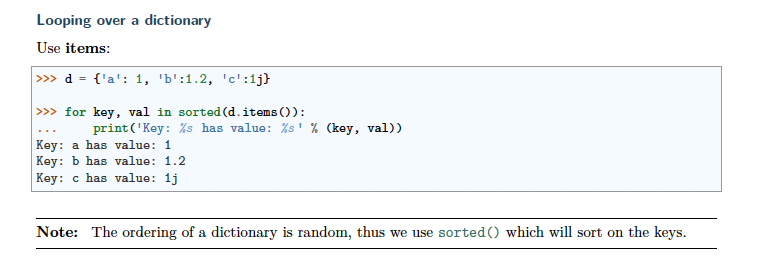 Looping over a dictionary
Use items:
>>> d = {'a': 1, 'b':1.2, 'c':1j}
>>> for key, val in sorted(d.items()):
...     print('Key: %s has value: %s' % (key, val))
Key: a has value: 1
Key: b has value: 1.2
Key: c has value: 1j
Note: The ordering of a dictionary is random, thus we use sorted() which will sort on the keys.